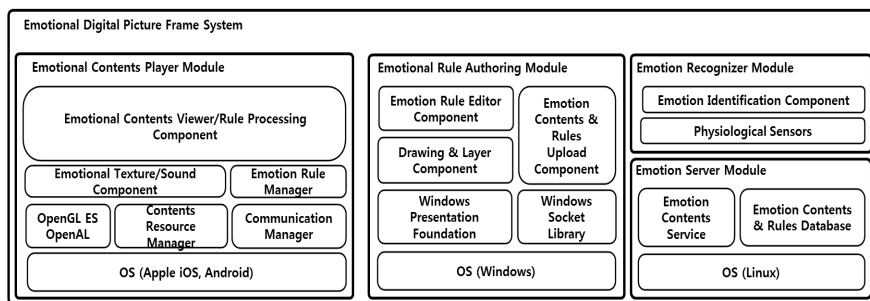 Emotional Digital Picture Frame System
Emotional Contents Player Module
Emotional Contents Viewer/Rule Processing
Component
Emotional Texture/Sound
Component
Emotion Rule
Manager
OpenGL ES
OpenAL
Contents
Resource
Manager
Communication
Manager
OS (Apple iOS, Android)
Emotional Rule Authoring Module
Emotion Rule Editor
Component
Emotion
Contents &
Rules
Upload
Component
Drawing & Layer
Component
Windows
Presentation
Foundation
Windows
Socket
Library
OS (Windows)
Emotion Recognizer Module
Emotion Identification Component
Physiological Sensors
Emotion Server Module
Emotion
Contents
Service
Emotion Contents
& Rules Database
OS (Linux)